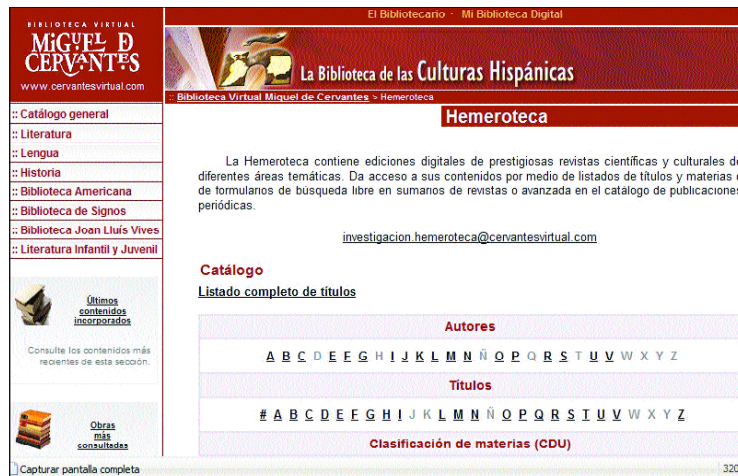 El Bibliotecario - Mi Biblioteca Digital
BIBLIOTECA VIRTUAL
MiGUEL D
CERVANTES
www.cervantesvirtual.com
La Biblioteca de las Culturas Hispánicas
:: Biblioteca Virtual Miguel de Cervantes > Hemeroteca
:: Catálogo general
:: Literatura
:: Lengua
:: Historia
:: Biblioteca Americana
:: Biblioteca de Signos
:: Biblioteca Joan Lluís Vives
:: Literatura Infantil y Juvenil
Últimos
contenidos
incorporados
Consulte los contenidos más
recientes de esta sección.
Obras
más
consultadas
Hemeroteca
La Hemeroteca contiene ediciones digitales de prestigiosas revistas científicas y culturales de
diferentes áreas temáticas. Da acceso a sus contenidos por medio de listados de títulos y materias
de formularios de búsqueda libre en sumarios de revistas o avanzada en el catálogo de publicaciones
periódicas.
investigacion.hemeroteca@cervantesvirtual.com
Catálogo
Listado completo de títulos
Autores
A B C D E F G H I J K L M N Ñ O P Q R S T U V W X Y Z
Títulos
# A B C D E F G H I J K L M N Ñ O P Q R S T U V W X Y Z
Clasificación de materias (CDU)
Capturar pantalla completa
320